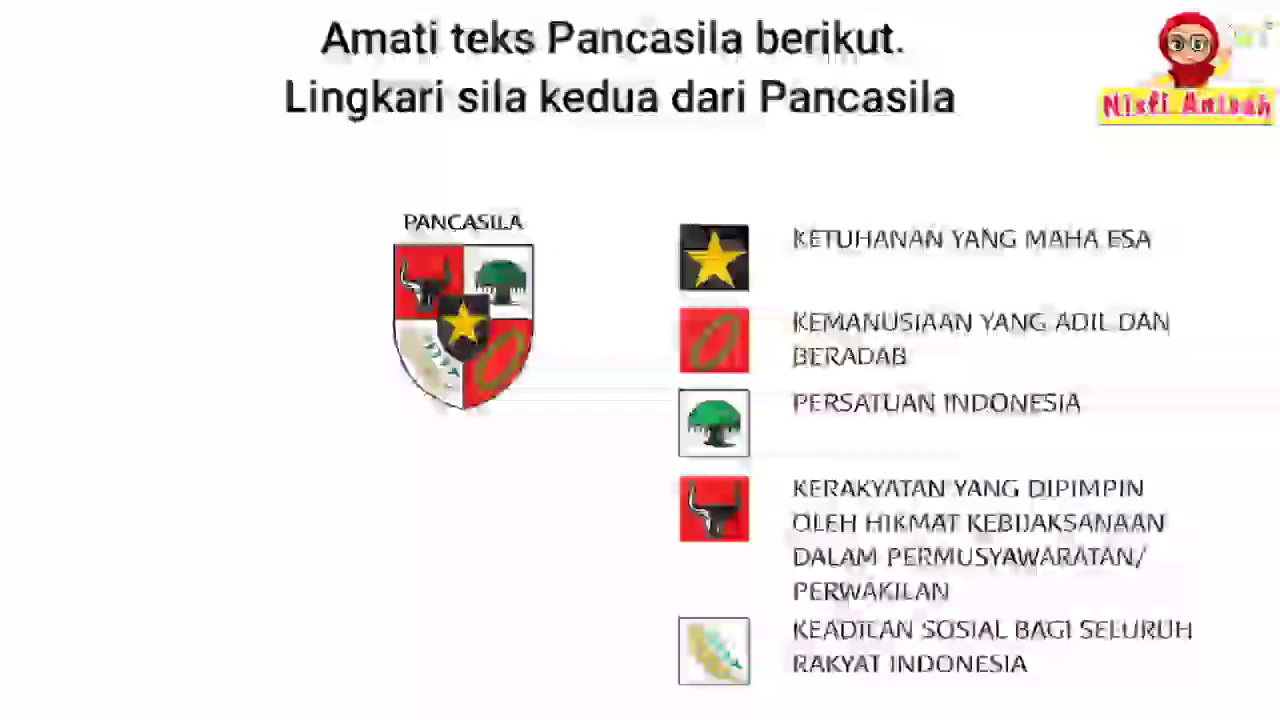 Amati teks Pancasila berikut.
Lingkari sila kedua dari Pancasila
Nisfi Anisah
PANCASILA
KETUHANAN YANG MAHA ESA
KEMANUSIAAN YANG ADIL DAN
BERADAB
PERSATUAN INDONESIA
KERAKYATAN YANG DIPIMPIN
OLEH HIKMAT KEBIJAKSANAAN
DALAM PERMUSYAWARATAN/
PERWAKILAN
KEADILAN SOSIAL BAGI SELURUH
RAKYAT INDONESIA